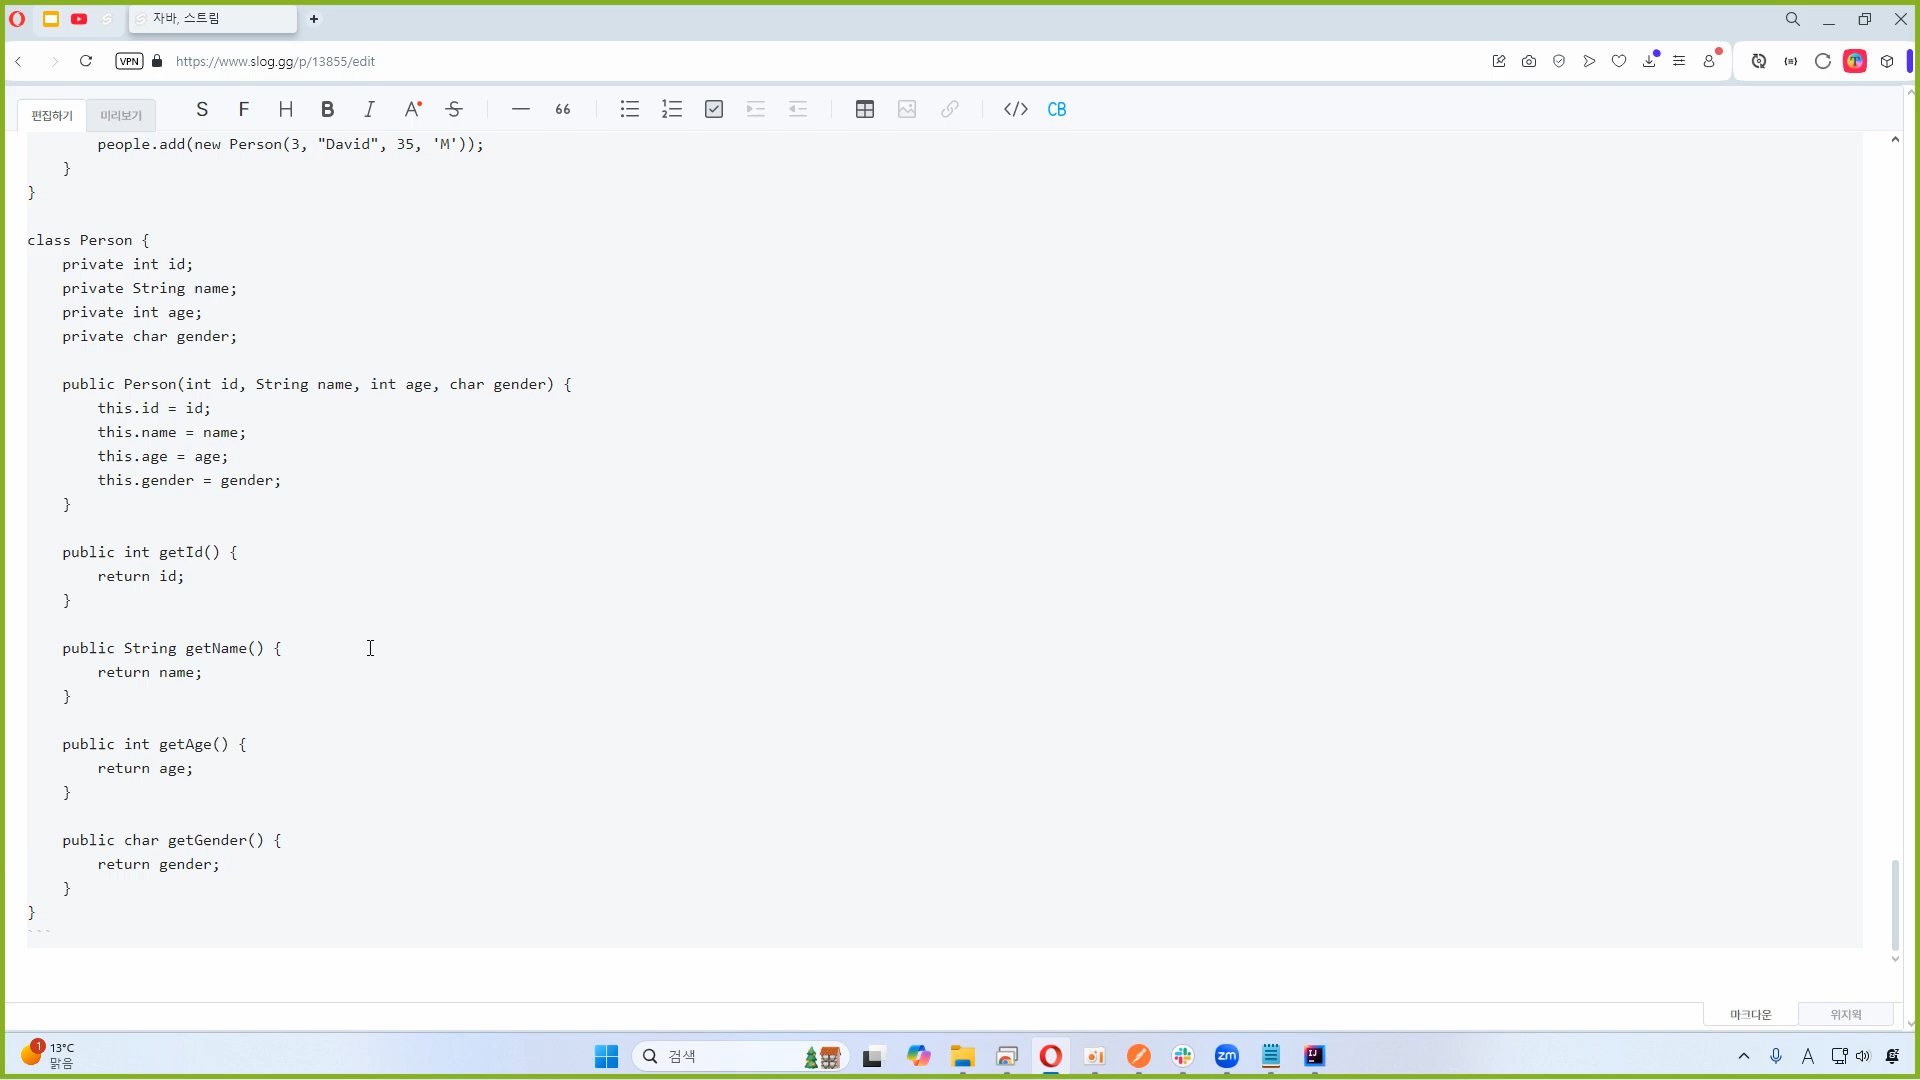 자바, 스트림
VPN
https://www.slog.gg/p/13855/edit
편집하기
미리보기
CB
people.add(new Person(3, "David", 35, 'M'));
}
}
class Person {
private int id;
private String name;
private int age;
private char gender;
public Person(int id, String name, int age, char gender) {
this.id = id;
this.name = name;
this.age = age;
this.gender = gender;
}
public int getId() {
return id;
}
public String getName() {
return name;
}
public int getAge() {
return age;
}
public char getGender() {
return gender;
}
}
```
마크다운
위지윅
1
13°C
맑음
검색
zm
IJ
A